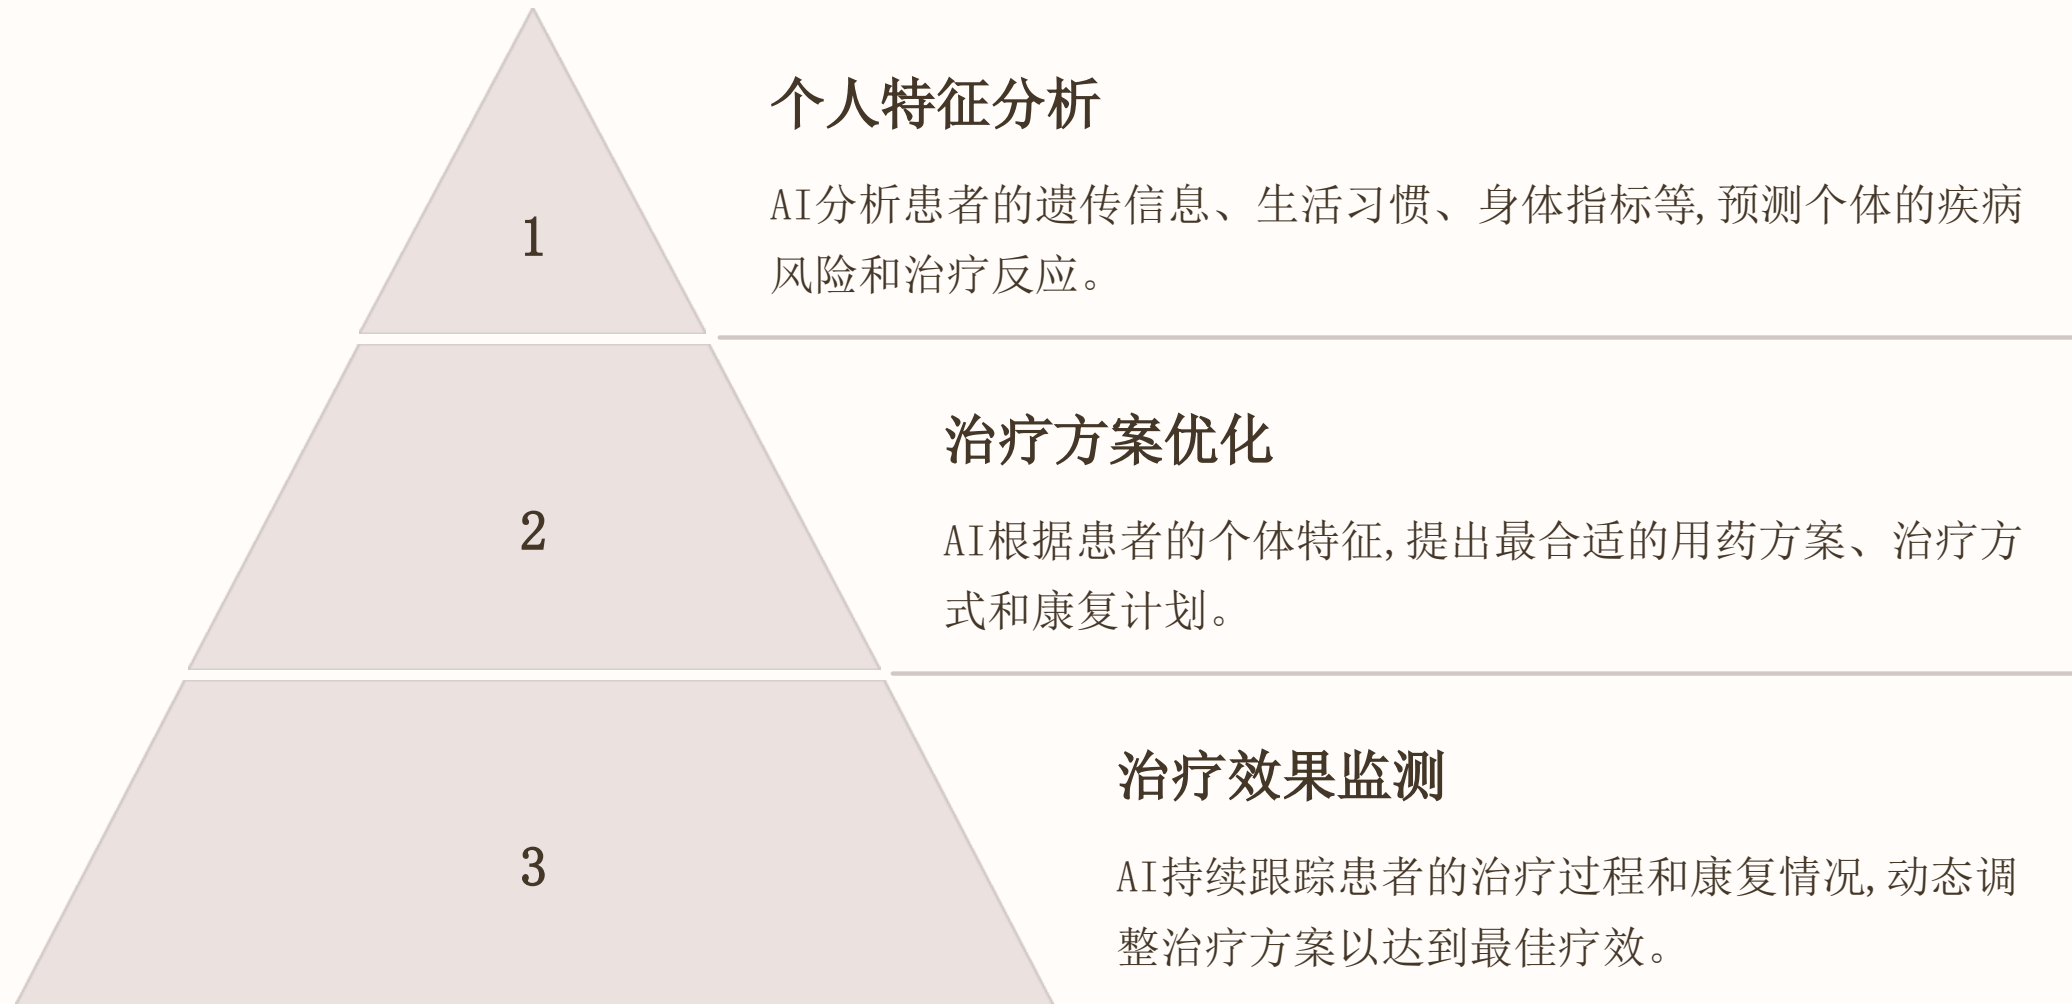 个人特征分析
AI分析患者的遗传信息、生活习惯、身体指标等,预测个体的疾病
风险和治疗反应。
1
治疗方案优化
AI根据患者的个体特征,提出最合适的用药方案、治疗方
式和康复计划。
2
治疗效果监测
AI持续跟踪患者的治疗过程和康复情况,动态调
整治疗方案以达到最佳疗效。
3